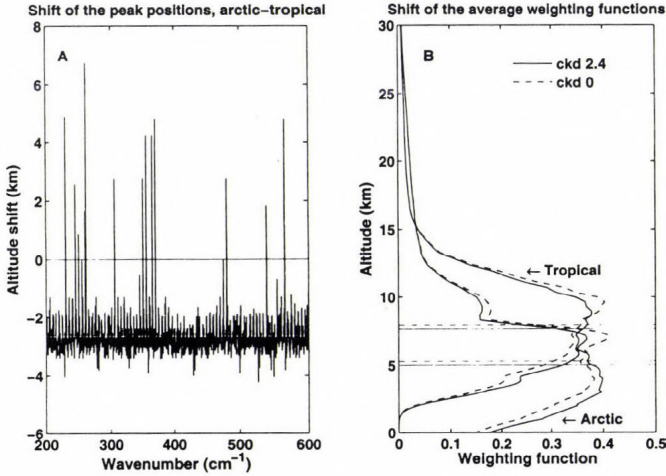 Shift of the peak positions, arctic-tropical
A
8
6
4
2
0
-2
-4
-6
Altitude shift (km)
200
300
400
500
600
Wavenumber (cm⁻¹)
Shift of the average weighting functions
B
ckd 2.4
ckd 0
30
25
20
15
10
5
0
Altitude (km)
← Tropical
← Arctic
0
0.1
0.2
0.3
0.4
0.5
Weighting function